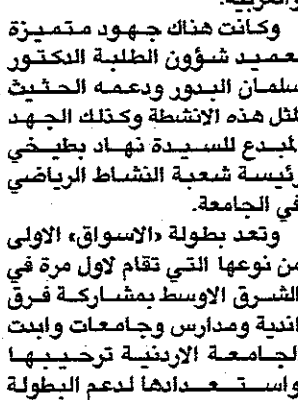 والعربية.
وكانت هناك جهود متميزة
لعميد شؤون الطلبة الدكتور
سلمان البدور ودعمه الحثيث
لمثل هذه الانشطة وكذلك الجهد
المبدع للسيدة نهاد بطيخي
رئيسة شعبة النشاط الرياضي
في الجامعة.
وتعد بطولة «الاسواق» الاولى
من نوعها التي تقام لاول مرة في
الشرق الاوسط بمشاركة فرق
اندية ومدارس وجامعات وابدت
الجامعة الاردنية ترحيبها
واستعدادها لدعم البطولة